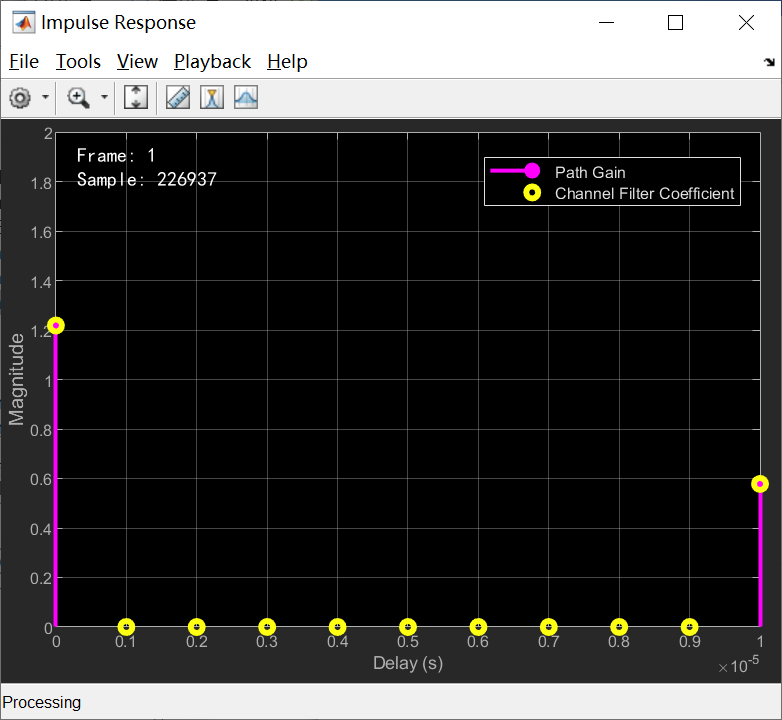 Impulse Response
File Tools View Playback Help
Frame: 1
Sample: 226937
Path Gain
Channel Filter Coefficient
Magnitude
2
1.8
1.6
1.4
1.2
1
0.8
0.6
0.4
0.2
0
0 0.1 0.2 0.3 0.4 0.5 0.6 0.7 0.8 0.9 1
Delay (s)
×10^-5
Processing